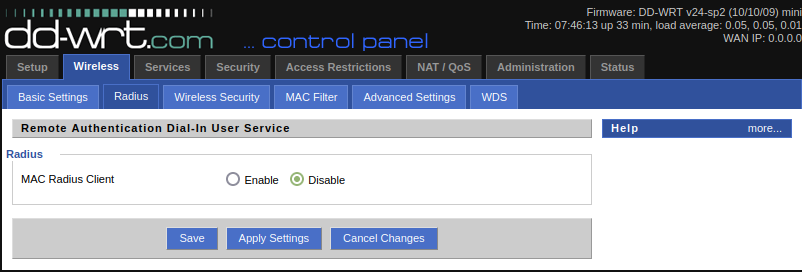 Firmware: DD-WRT v24-sp2 (10/10/09) mini
Time: 07:46:13 up 33 min, load average: 0.05, 0.05, 0.01
WAN IP: 0.0.0.0
dd-wrt.com ... control panel
Setup Wireless Services Security Access Restrictions NAT / QoS Administration Status
Basic Settings Radius Wireless Security MAC Filter Advanced Settings WDS
Remote Authentication Dial-In User Service Help more...
Radius
MAC Radius Client Enable Disable
Save Apply Settings Cancel Changes